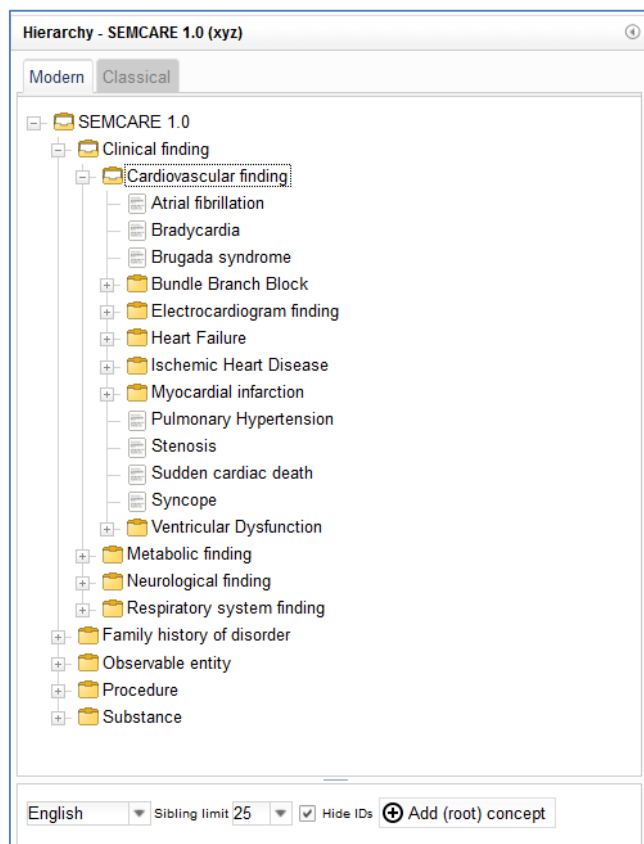 Hierarchy - SEMCARE 1.0 (xyz)
Modern Classical
SEMCARE 1.0
Clinical finding
Cardiovascular finding
Atrial fibrillation
Bradycardia
Brugada syndrome
Bundle Branch Block
Electrocardiogram finding
Heart Failure
Ischemic Heart Disease
Myocardial infarction
Pulmonary Hypertension
Stenosis
Sudden cardiac death
Syncope
Ventricular Dysfunction
Metabolic finding
Neurological finding
Respiratory system finding
Family history of disorder
Observable entity
Procedure
Substance
English Sibling limit 25 Hide IDs Add (root) concept